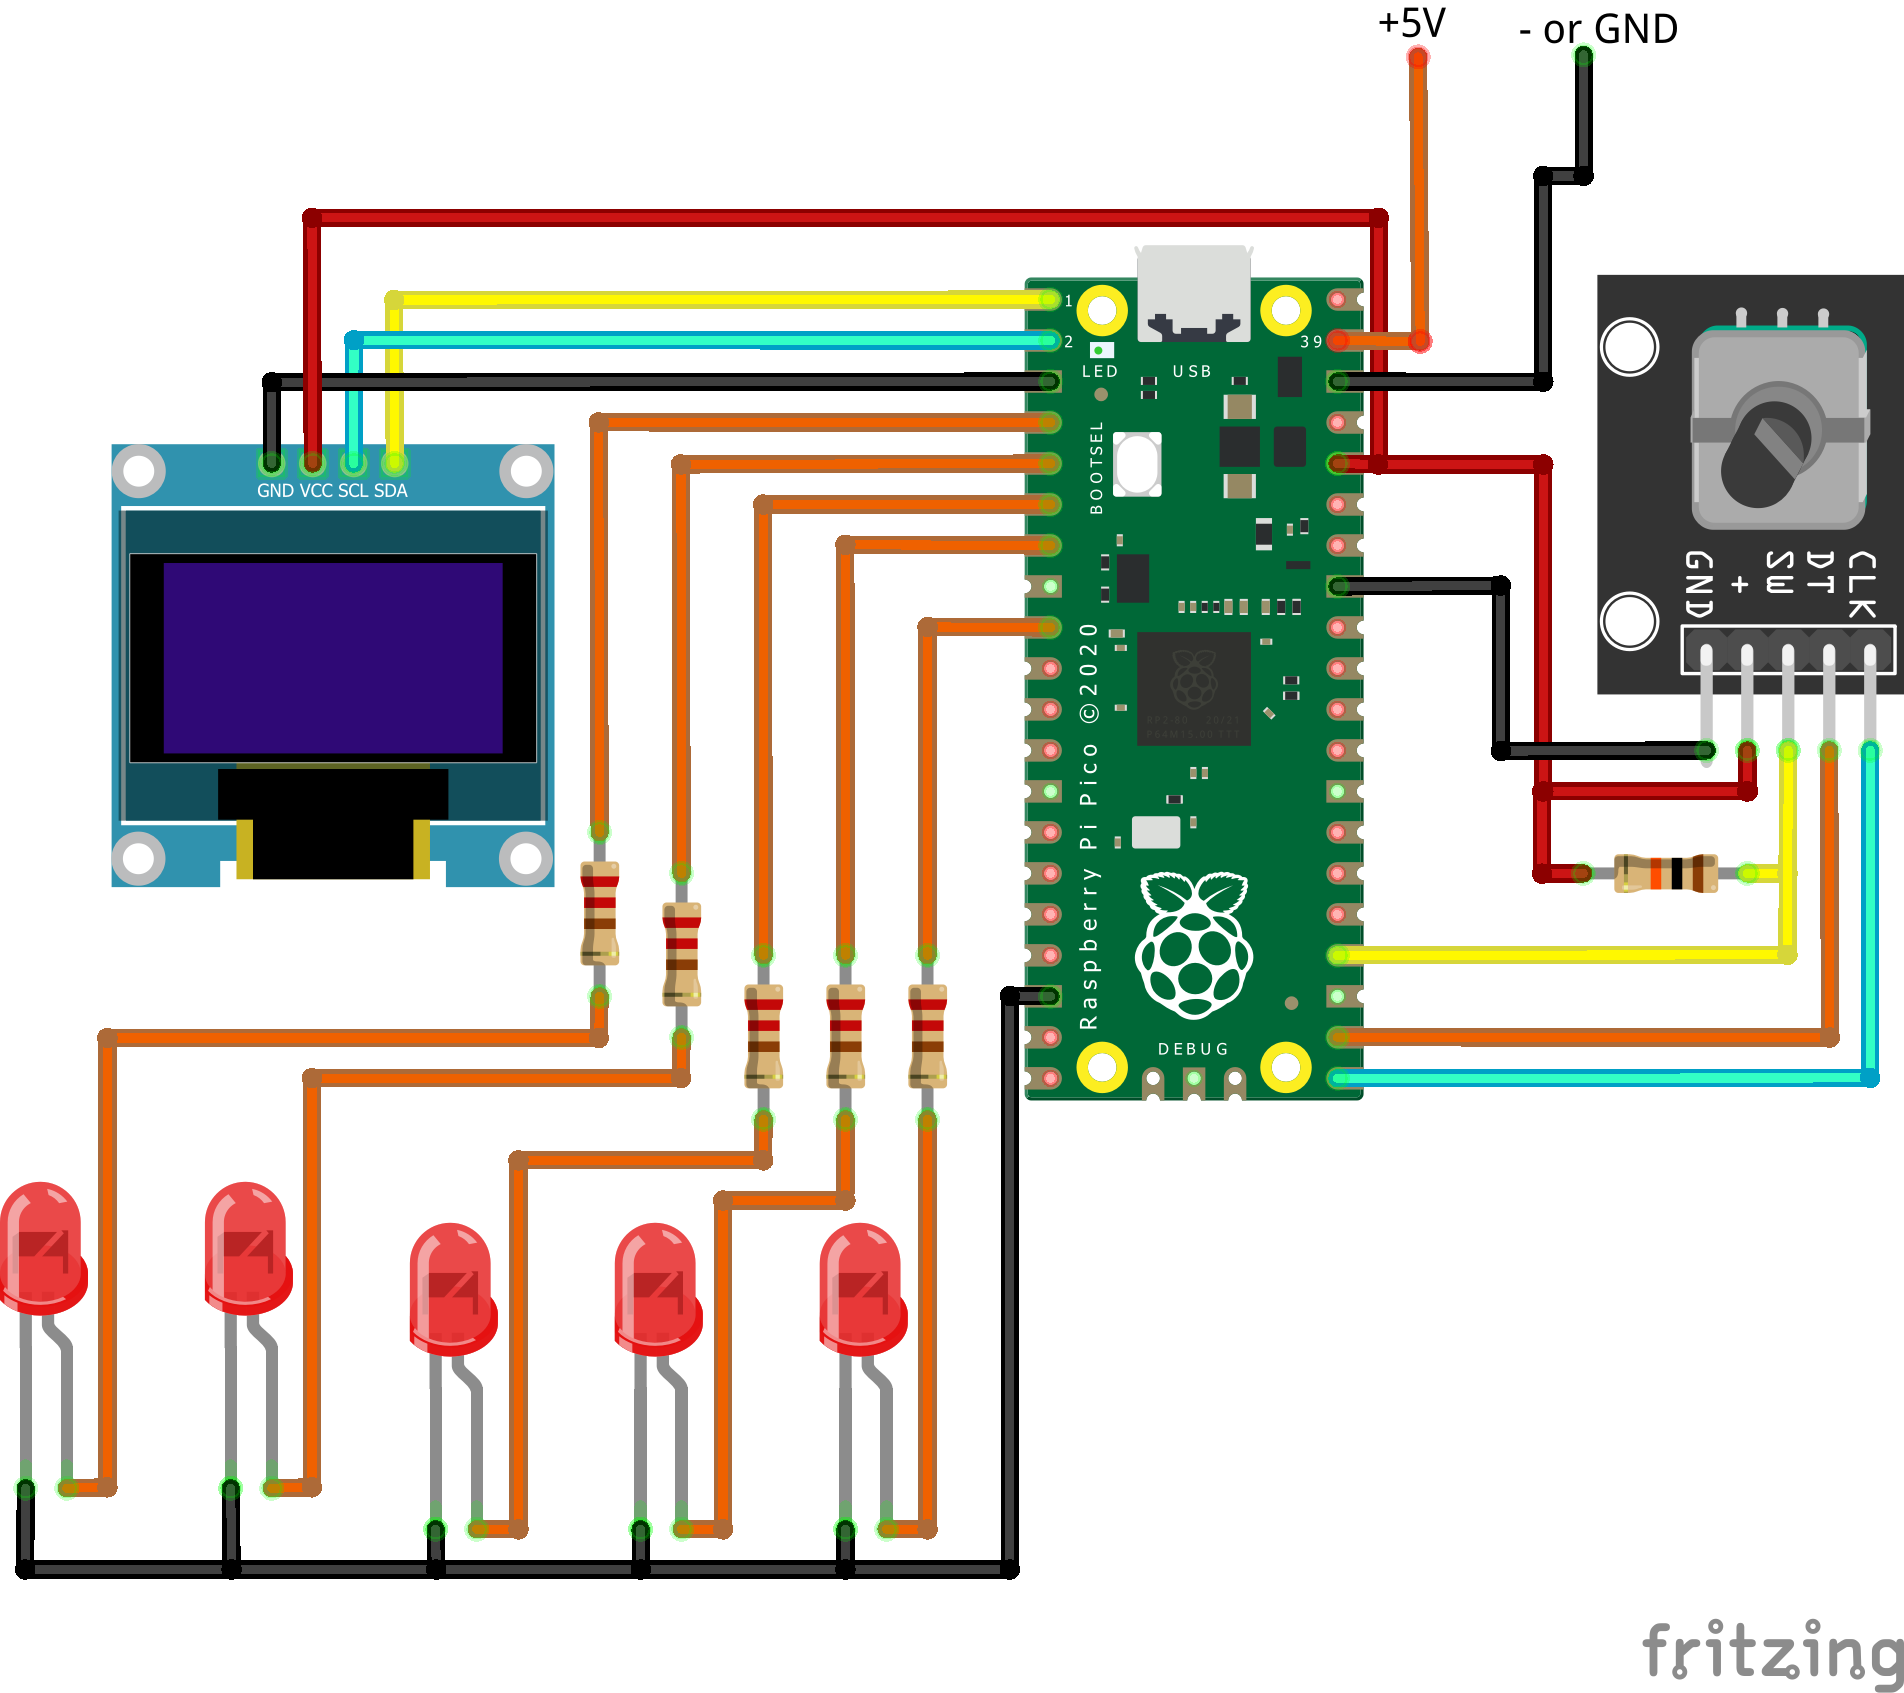 +5V
- or GND
1
2
39
LED
USB
BOOTSEL
GND VCC SCL SDA
GND
+
SW
DT
CLK
Raspberry Pi Pico ©2020
DEBUG
fritzing